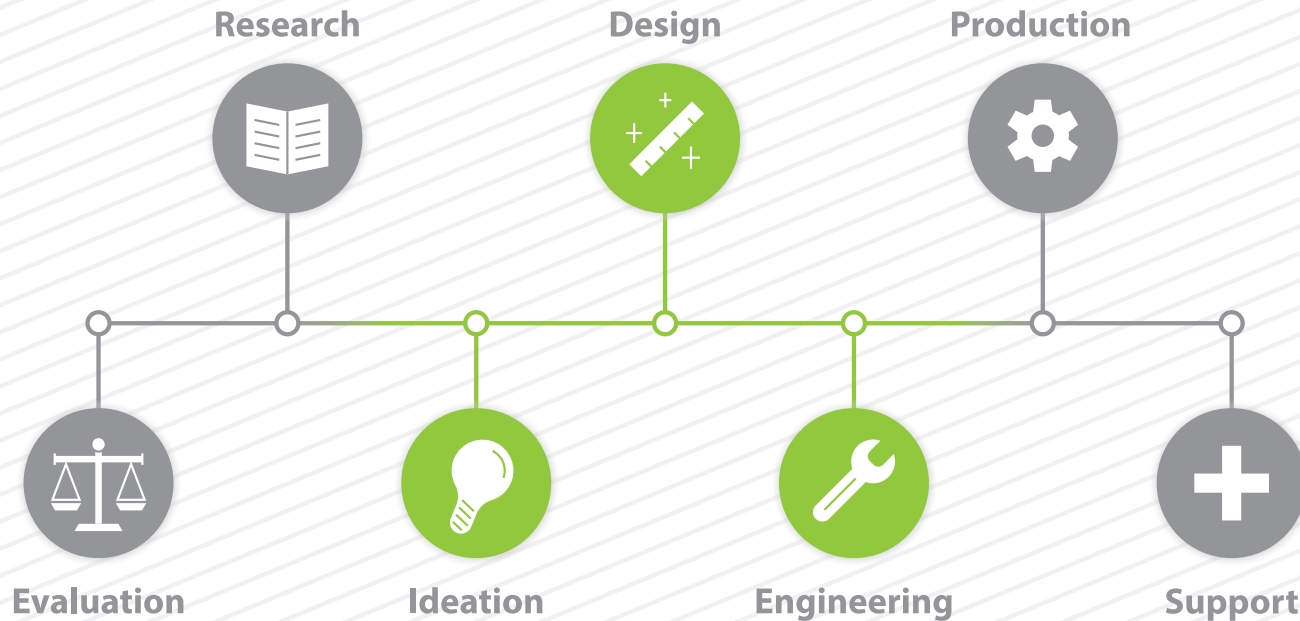 Research
Design
Production
Evaluation
Ideation
Engineering
Support